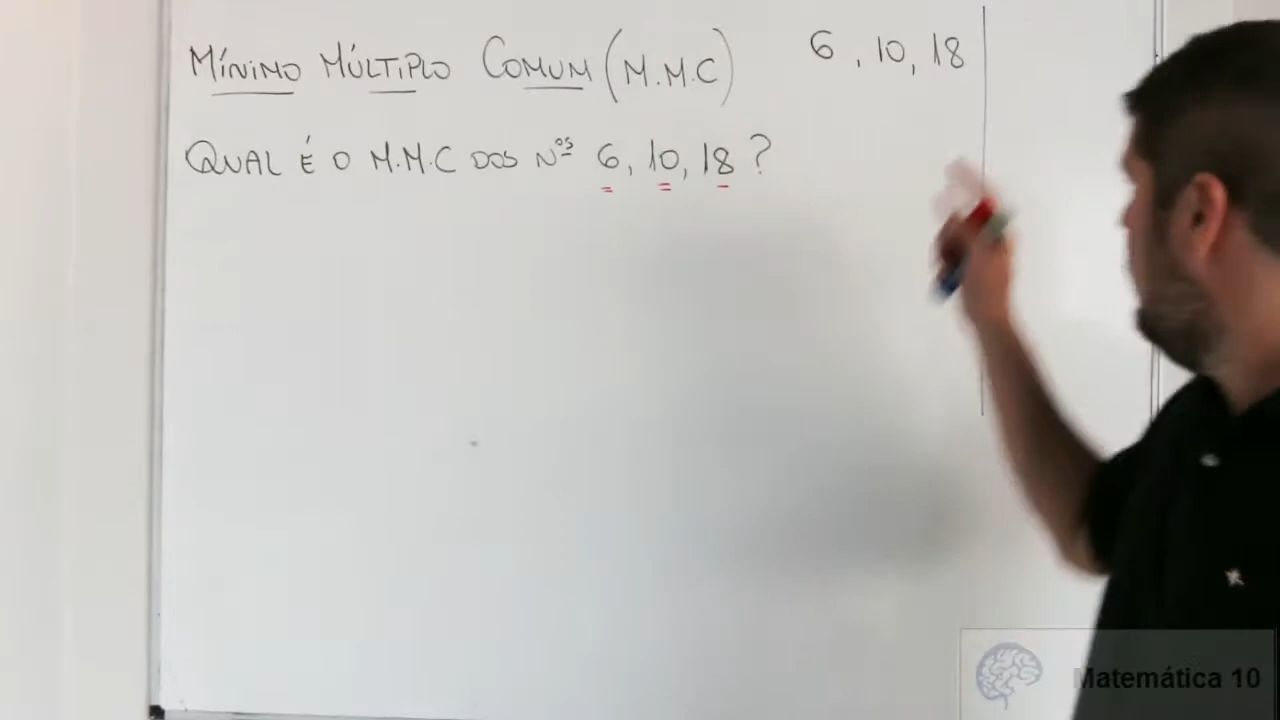 MÍNIMO MÚLTIPLO COMUM (M.M.C)
6, 10, 18
QUAL É O M.M.C DOS Nºˢ 6, 10, 18?
Matemática 10